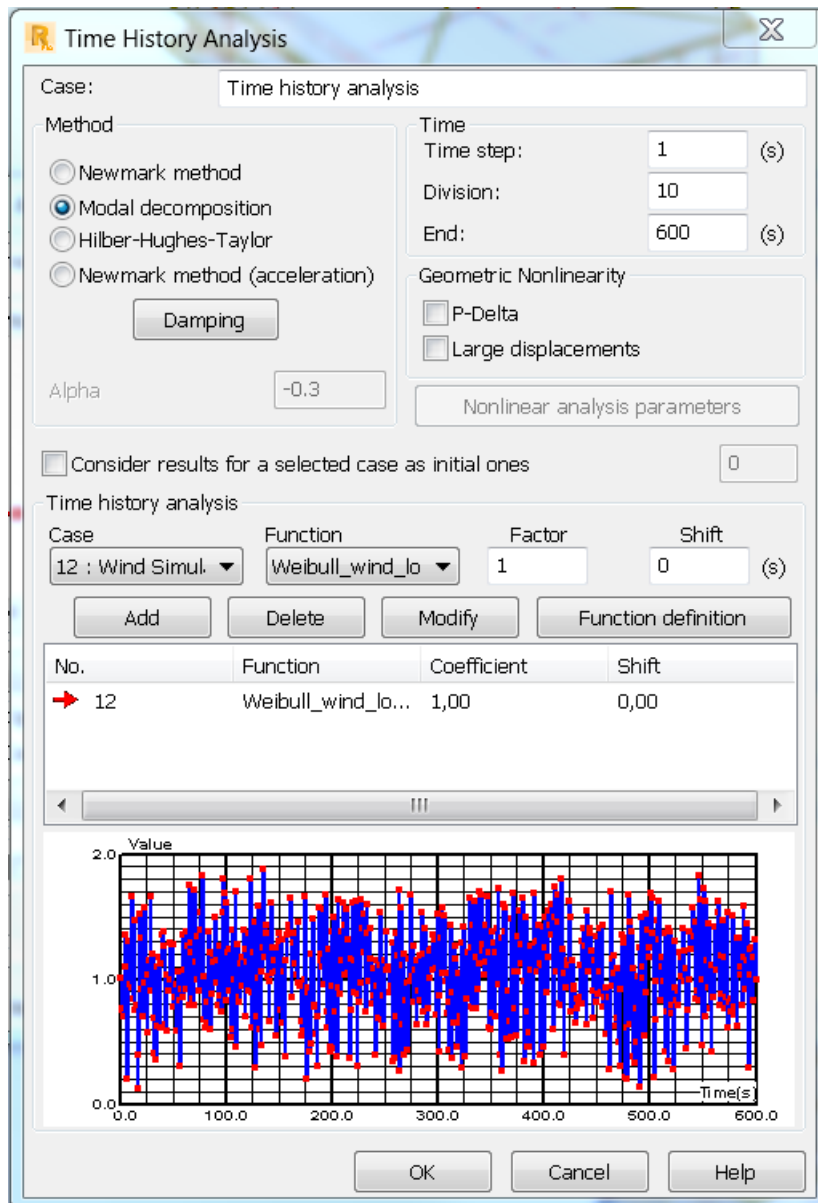 Time History Analysis
Case: Time history analysis
Method
Newmark method
Modal decomposition
Hilber-Hughes-Taylor
Newmark method (acceleration)
Damping
Alpha -0.3
Time
Time step: 1 (s)
Division: 10
End: 600 (s)
Geometric Nonlinearity
P-Delta
Large displacements
Nonlinear analysis parameters
Consider results for a selected case as initial ones 0
Time history analysis
Case Function Factor Shift
12 : Wind Simul. Weibull_wind_lo 1 0 (s)
Add Delete Modify Function definition
No. Function Coefficient Shift
12 Weibull_wind_lo... 1,00 0,00
Value
2.0
1.0
0.0
Time(s)
0.0 100.0 200.0 300.0 400.0 500.0 600.0
OK Cancel Help